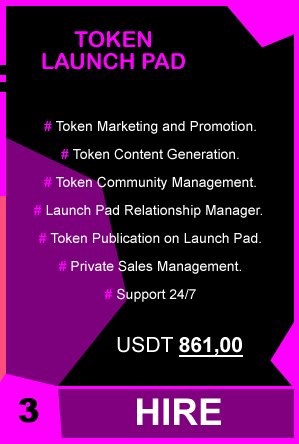 TOKEN
LAUNCH PAD
# Token Marketing and Promotion.
# Token Content Generation.
# Token Community Management.
# Launch Pad Relationship Manager.
# Token Publication on Launch Pad.
# Private Sales Management.
# Support 24/7
USDT 861,00
3
HIRE